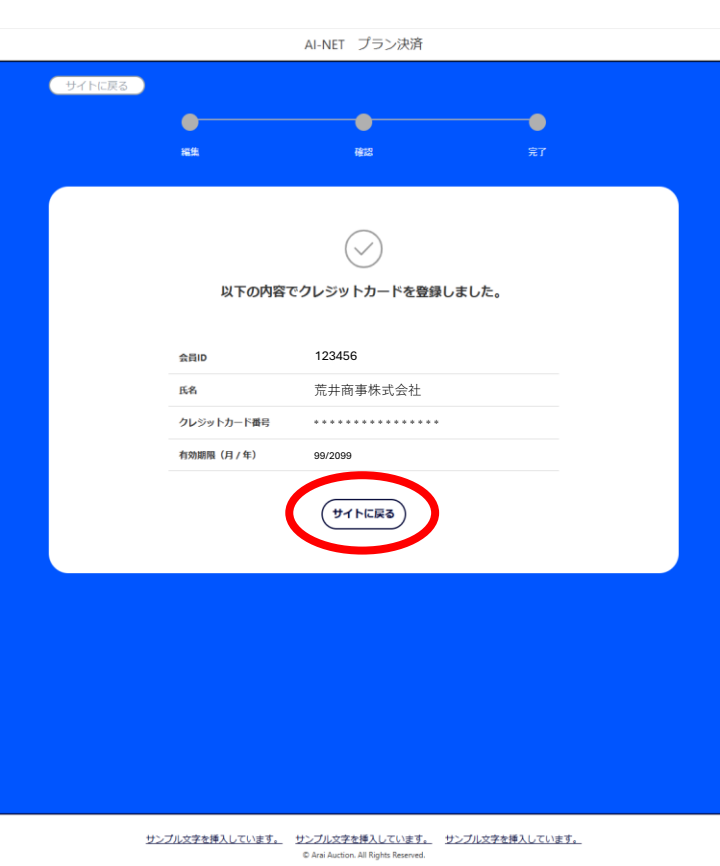 AI-NET プラン決済
サイトに戻る
編集 確認 完了
以下の内容でクレジットカードを登録しました。
会員ID 123456
氏名 荒井商事株式会社
クレジットカード番号 ****************
有効期限（月 / 年） 99/2099
サイトに戻る
サンプル文字を挿入しています。 サンプル文字を挿入しています。 サンプル文字を挿入しています。
© Arai Auction. All Rights Reserved.